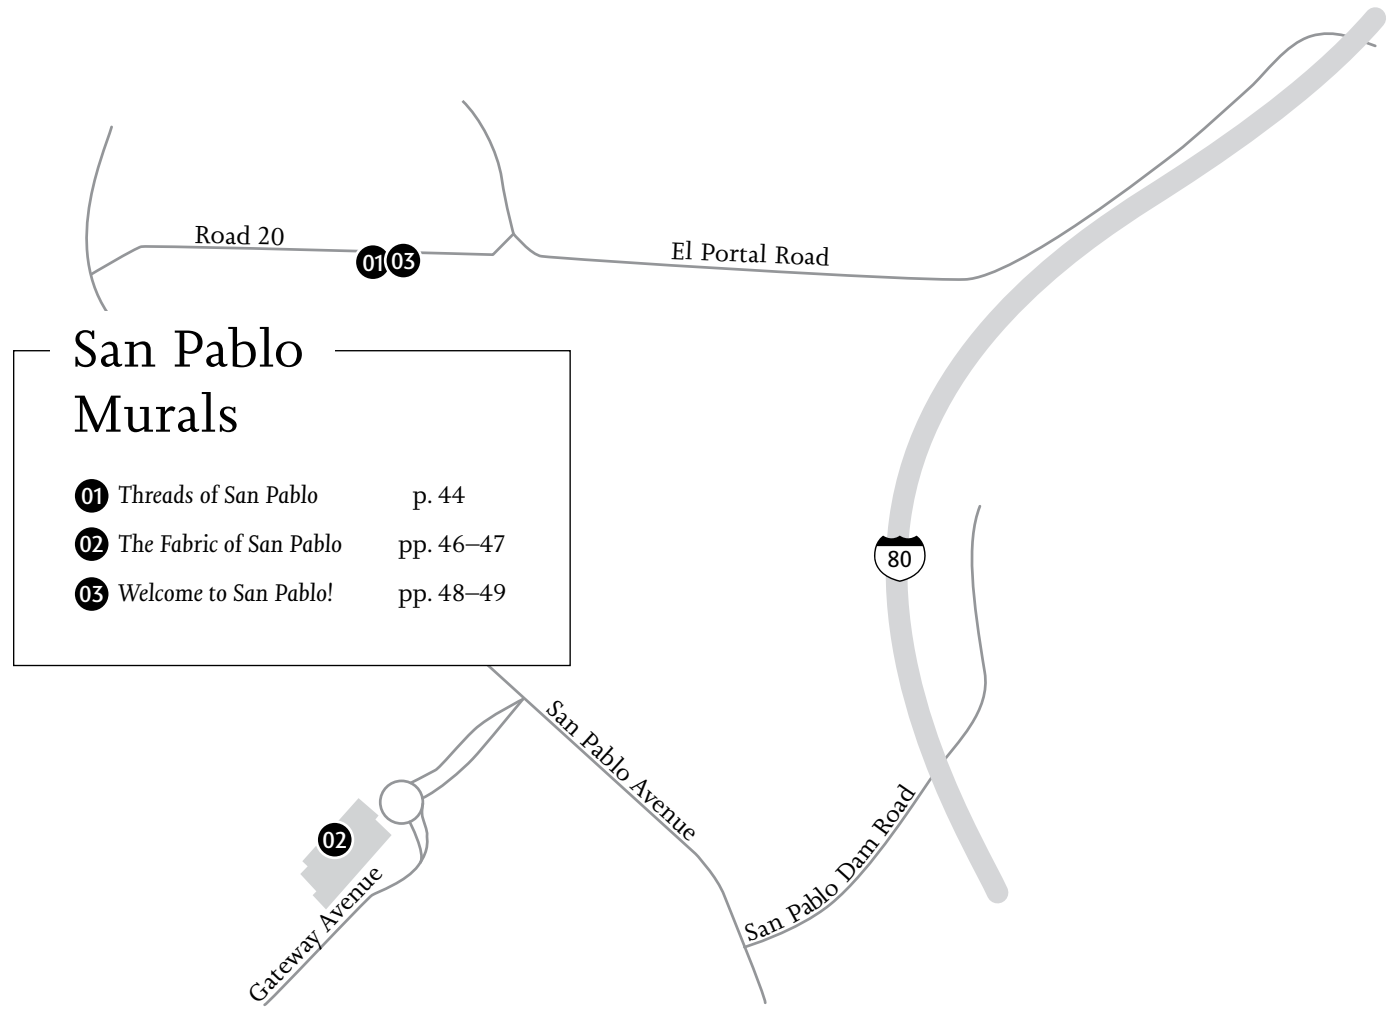 Road 20
El Portal Road
01
03
San Pablo
Murals
01 Threads of San Pablo p. 44
02 The Fabric of San Pablo pp. 46–47
03 Welcome to San Pablo! pp. 48–49
80
San Pablo Avenue
02
Gateway Avenue
San Pablo Dam Road